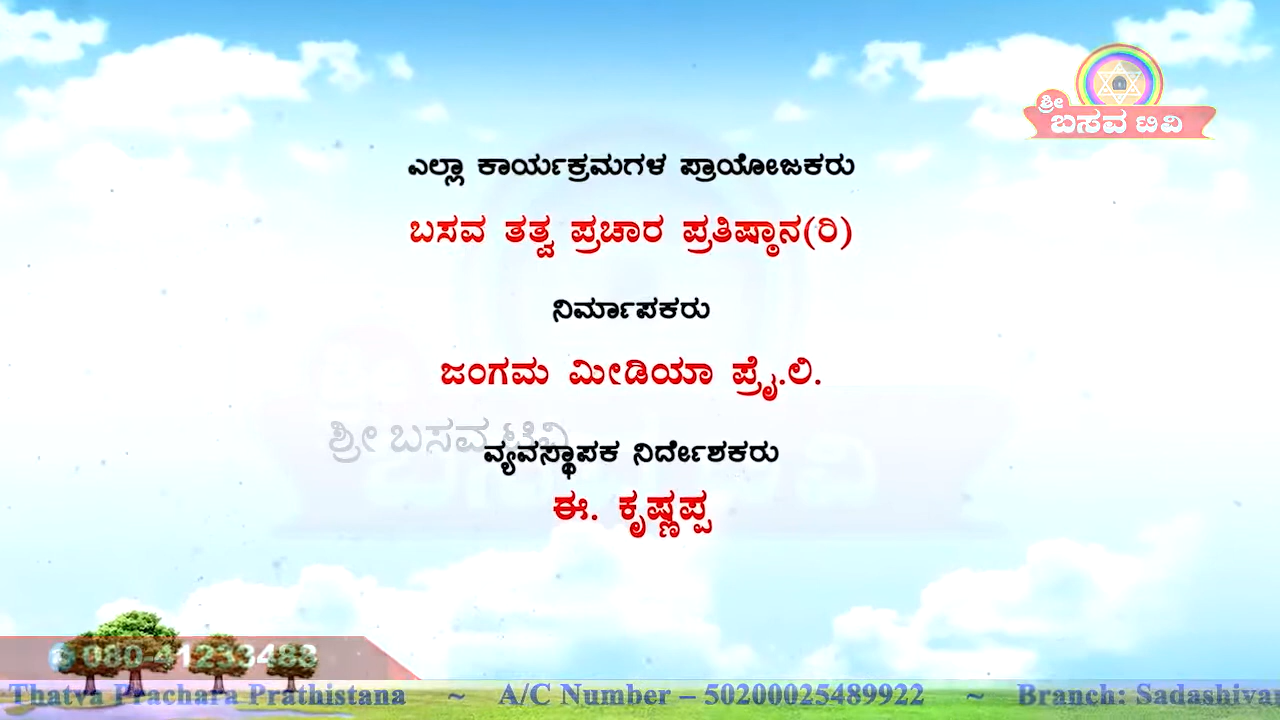 ಶ್ರೀ
ಬಸವ ಟಿವಿ
ಎಲ್ಲಾ ಕಾರ್ಯಕ್ರಮಗಳ ಪ್ರಾಯೋಜಕರು
ಬಸವ ತತ್ವ ಪ್ರಚಾರ ಪ್ರತಿಷ್ಠಾನ(ರಿ)
ನಿರ್ಮಾಪಕರು
ಜಂಗಮ ಮೀಡಿಯಾ ಪ್ರೈ.ಲಿ.
ಶ್ರೀ ಬಸವ ಟಿವಿ
ವ್ಯವಸ್ಥಾಪಕ ನಿರ್ದೇಶಕರು
ಈ. ಕೃಷ್ಣಪ್ಪ
080-41233488
Thatva Prachara Prathistana ~ A/C Number – 50200025489922 ~ Branch: